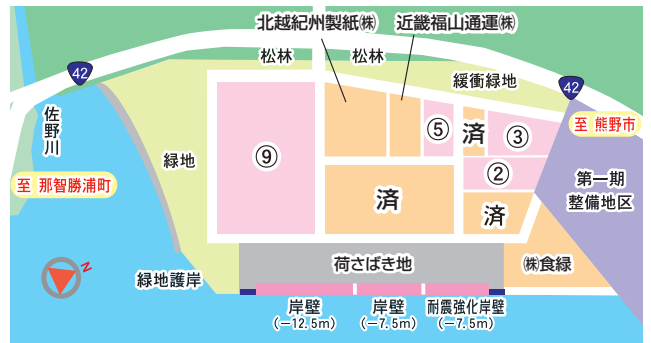 北越紀州製紙㈱
近畿福山通運㈱
松林
松林
42
緩衝緑地
42
佐野川
至 熊野市
⑤
済
③
⑨
緑地
②
第一期
整備地区
至 那智勝浦町
済
済
荷さばき地
㈱食緑
N
緑地護岸
岸壁
(−12.5m)
岸壁
(−7.5m)
耐震強化岸壁
(−7.5m)